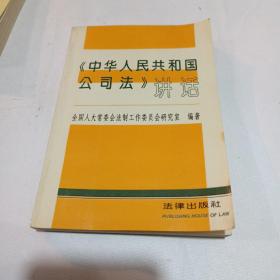 《中华人民共和国
公司法》讲话
全国人大常委会法制工作委员会研究室 编著
法律出版社
PUBLISHING HOUSE OF LAW